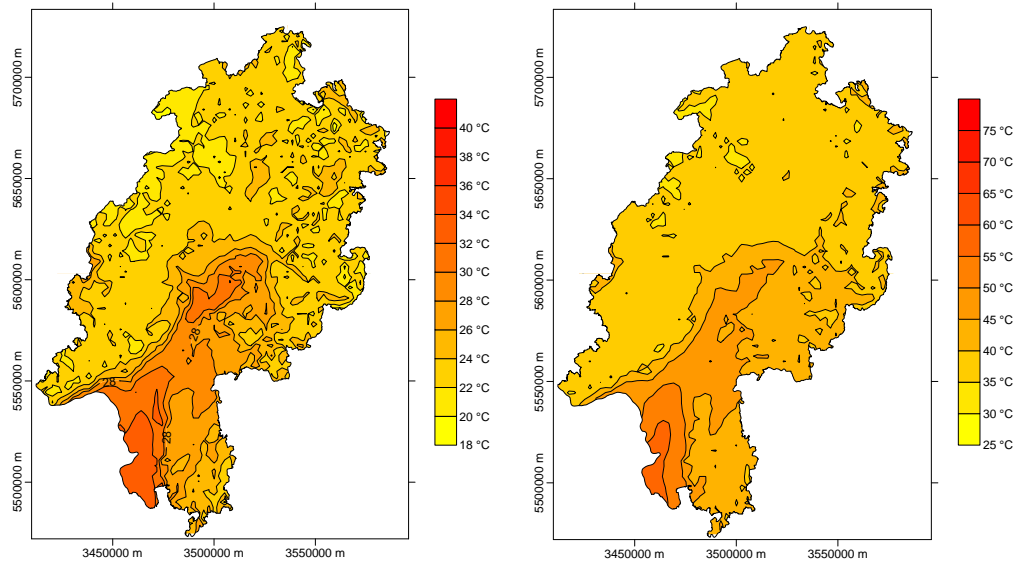 5700000 m
5650000 m
5600000 m
5550000 m
5500000 m
3450000 m
3500000 m
3550000 m
28
28
28
40 °C
38 °C
36 °C
34 °C
32 °C
30 °C
28 °C
26 °C
24 °C
22 °C
20 °C
18 °C
5700000 m
5650000 m
5600000 m
5550000 m
5500000 m
3450000 m
3500000 m
3550000 m
75 °C
70 °C
65 °C
60 °C
55 °C
50 °C
45 °C
40 °C
35 °C
30 °C
25 °C